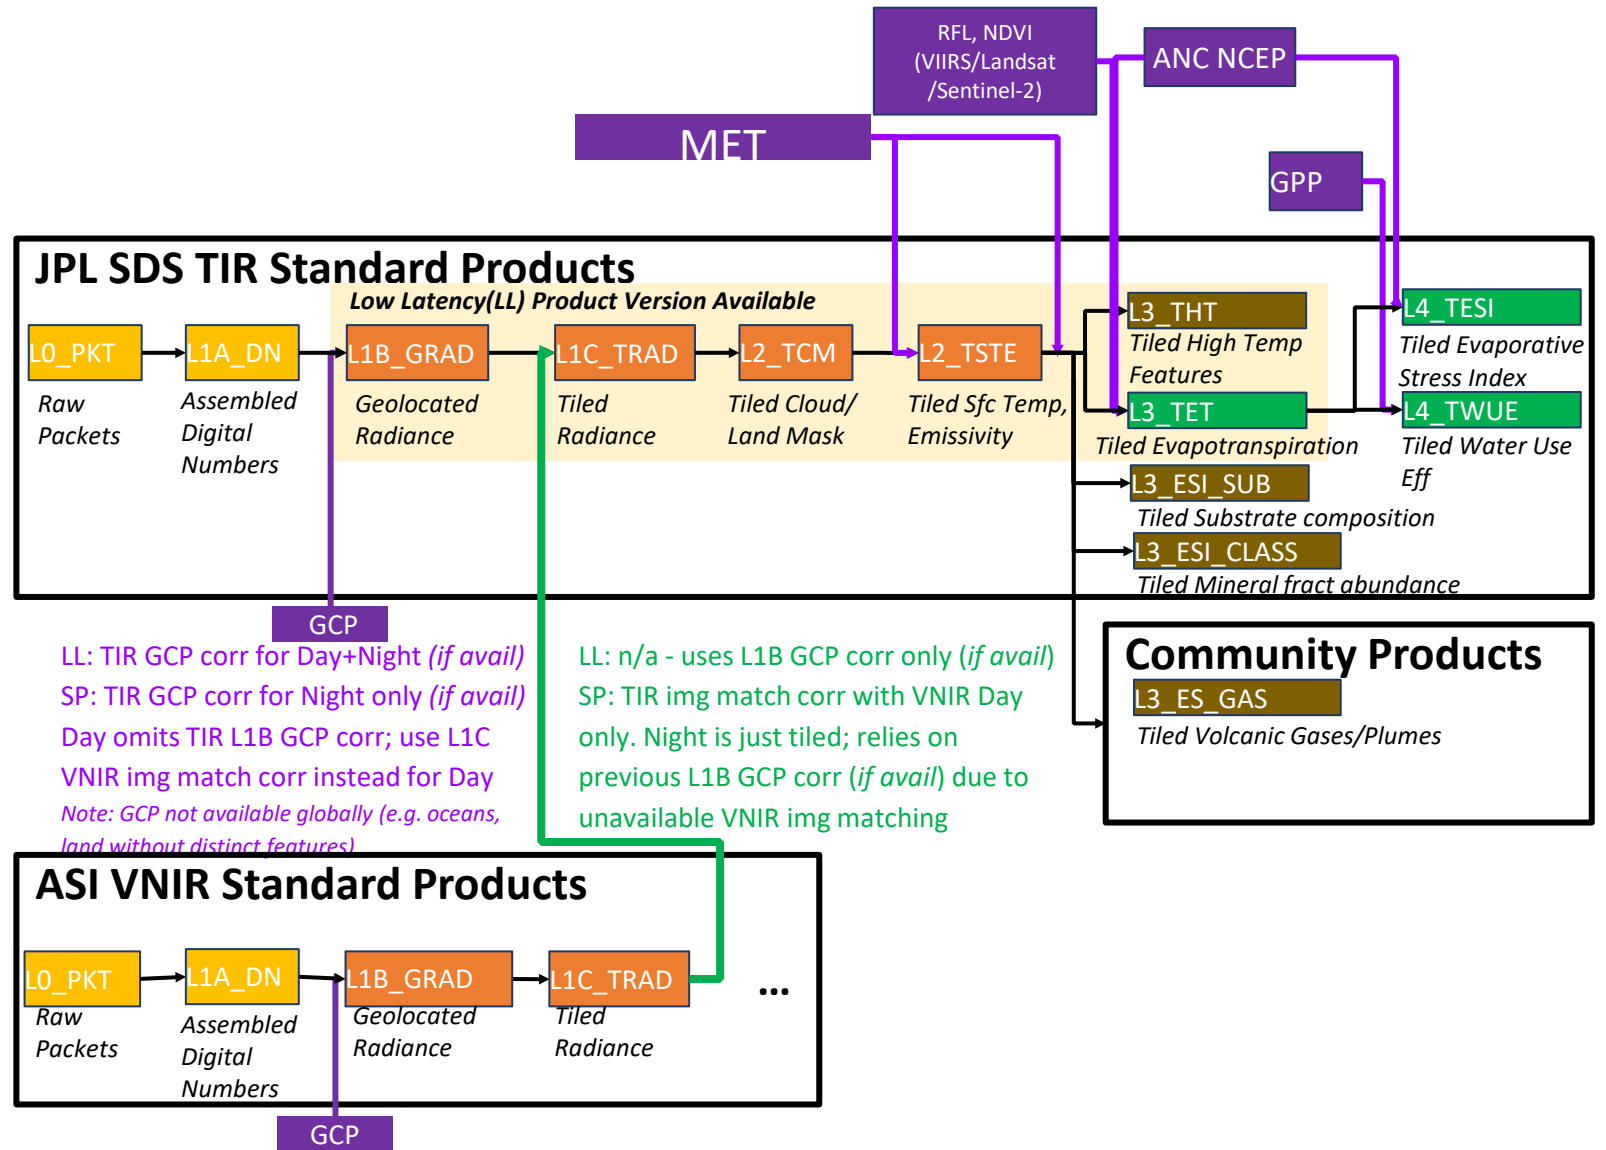 RFL, NDVI
(VIIRS/Landsat
/Sentinel-2)
ANC NCEP
MET
GPP
JPL SDS TIR Standard Products
Low Latency(LL) Product Version Available
L0_PKT
L1A_DN
L1B_GRAD
L1C_TRAD
L2_TCM
L2_TSTE
L3_THT
L4_TESI
Raw
Packets
Assembled
Digital
Numbers
Geolocated
Radiance
Tiled
Radiance
Tiled Cloud/
Land Mask
Tiled Sfc Temp,
Emissivity
Tiled High Temp
Features
Tiled Evaporative
Stress Index
L3_TET
L4_TWUE
Tiled Evapotranspiration
Tiled Water Use
Eff
L3_ESI_SUB
Tiled Substrate composition
L3_ESI_CLASS
Tiled Mineral fract abundance
GCP
LL: TIR GCP corr for Day+Night (if avail)
SP: TIR GCP corr for Night only (if avail)
Day omits TIR L1B GCP corr; use L1C
VNIR img match corr instead for Day
Note: GCP not available globally (e.g. oceans,
land without distinct features)
LL: n/a - uses L1B GCP corr only (if avail)
SP: TIR img match corr with VNIR Day
only. Night is just tiled; relies on
previous L1B GCP corr (if avail) due to
unavailable VNIR img matching
Community Products
L3_ES_GAS
Tiled Volcanic Gases/Plumes
ASI VNIR Standard Products
L0_PKT
L1A_DN
L1B_GRAD
L1C_TRAD
...
Raw
Packets
Assembled
Digital
Numbers
Geolocated
Radiance
Tiled
Radiance
GCP